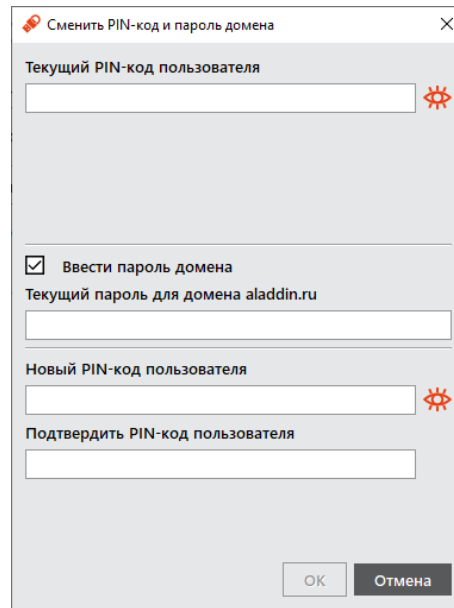 Сменить PIN-код и пароль домена
Текущий PIN-код пользователя
Ввести пароль домена
Текущий пароль для домена aladdin.ru
Новый PIN-код пользователя
Подтвердить PIN-код пользователя
OK Отмена